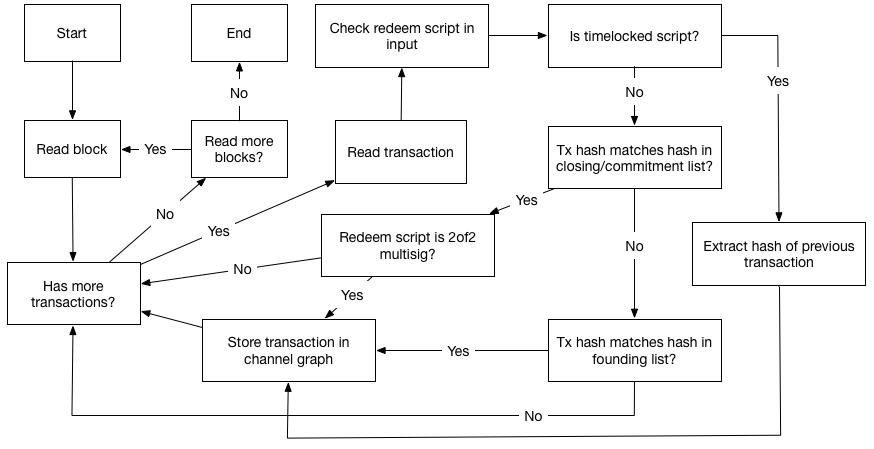 Start
End
Check redeem script in
input
Is timelocked script?
Yes
No
No
Read block
Yes
Read more
blocks?
Read transaction
Tx hash matches hash in
closing/commitment list?
Yes
No
Yes
Redeem script is 2of2
multisig?
No
Extract hash of previous
transaction
No
Has more
transactions?
Yes
Store transaction in
channel graph
Yes
Tx hash matches hash in
founding list?
No